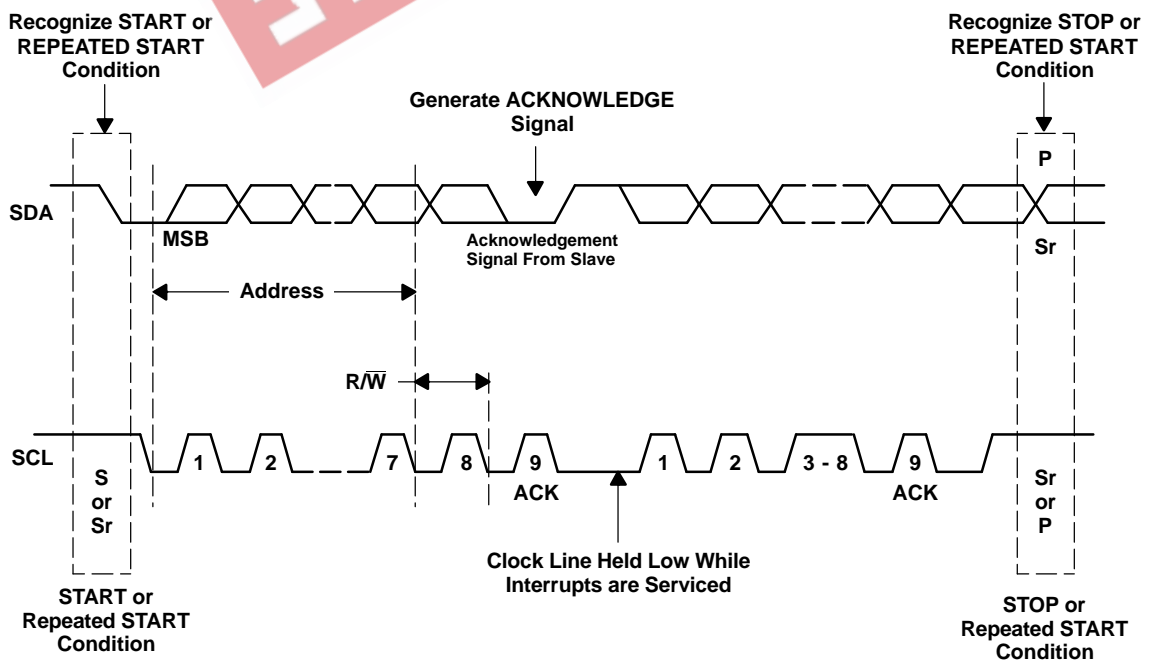 Recognize START or
REPEATED START
Condition
Recognize STOP or
REPEATED START
Condition
Generate ACKNOWLEDGE
Signal
P
SDA
MSB
Acknowledgement
Signal From Slave
Sr
Address
R/W̅
SCL
1
2
7
8
9
1
2
3 - 8
9
ACK
ACK
S
or
Sr
Sr
or
P
Clock Line Held Low While
Interrupts are Serviced
START or
Repeated START
Condition
STOP or
Repeated START
Condition